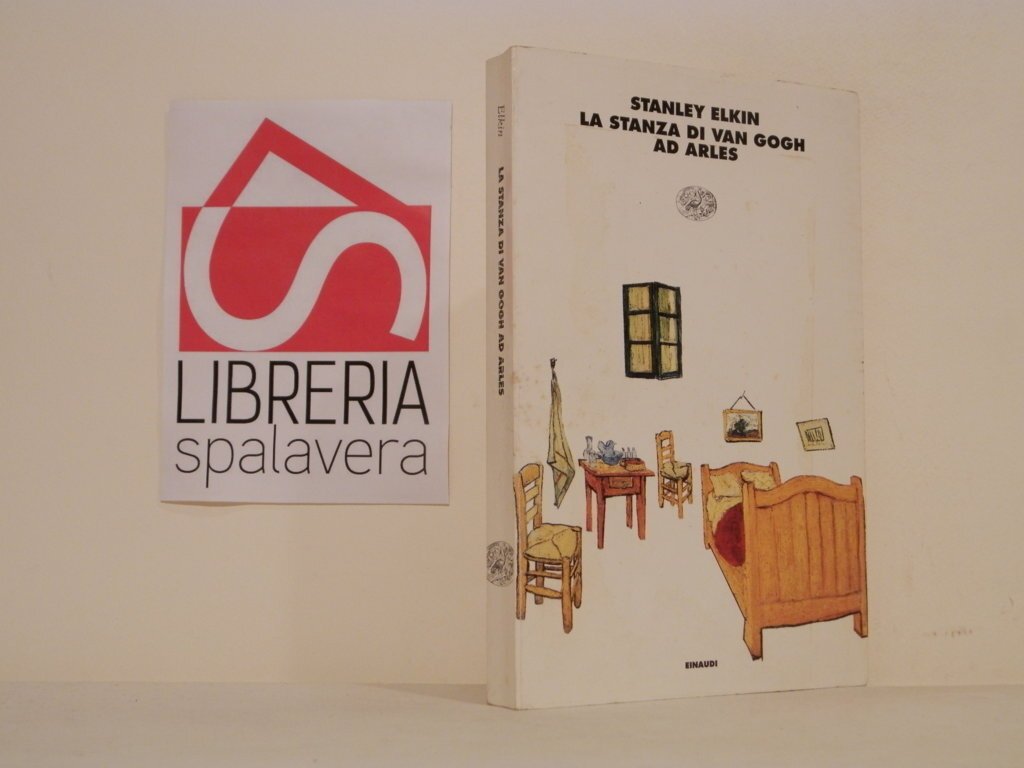 LIBRERIA
spalavera
Elkin
LA STANZA DI VAN GOGH AD ARLES
STANLEY ELKIN
LA STANZA DI VAN GOGH
AD ARLES
EINAUDI